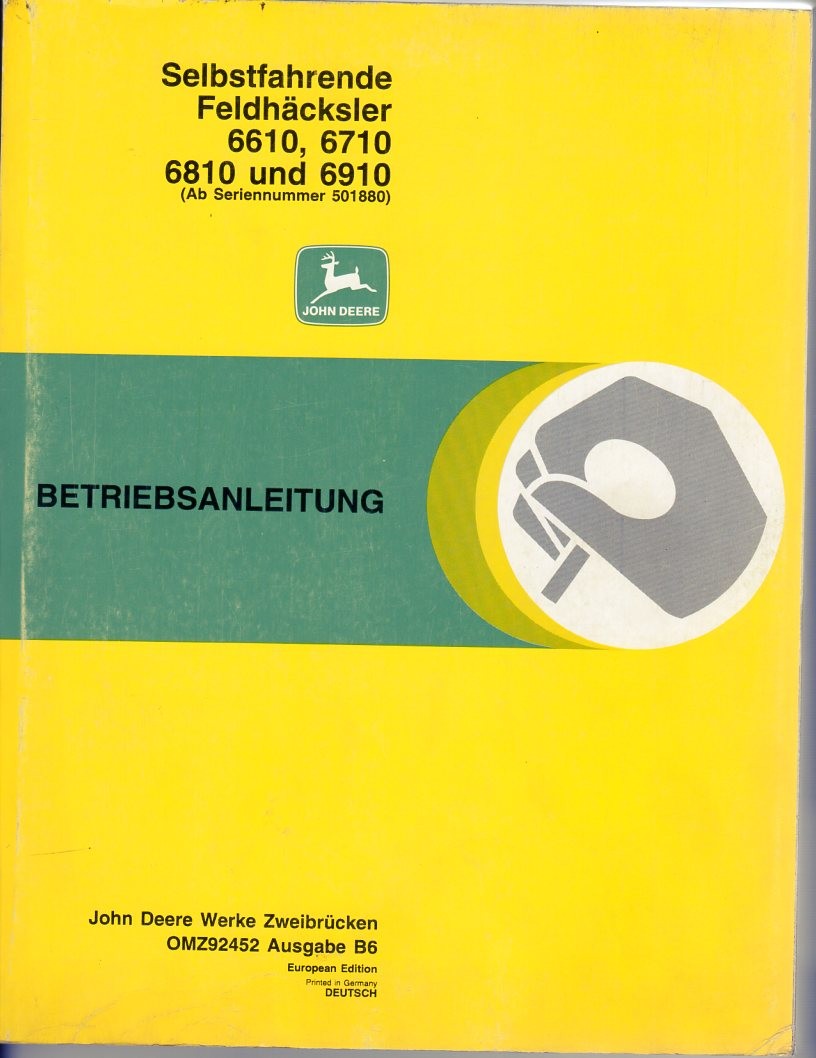 Selbstfahrende
Feldhäcksler
6610, 6710
6810 und 6910
(Ab Seriennummer 501880)
JOHN DEERE
BETRIEBSANLEITUNG
John Deere Werke Zweibrücken
OMZ92452 Ausgabe B6
European Edition
Printed in Germany
DEUTSCH